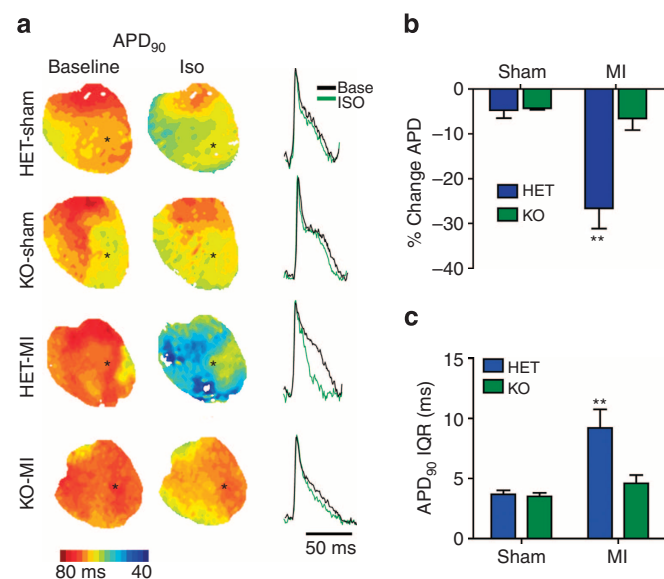 a
APD90
Baseline Iso
Base
ISO
HET-sham
*
*
KO-sham
*
*
HET-MI
*
*
KO-MI
*
*
80 ms 40
50 ms
b
Sham MI
0
–10
–20
–30
–40
% Change APD
HET
KO
**
c
15
10
5
0
APD90 IQR (ms)
HET
KO
**
Sham MI